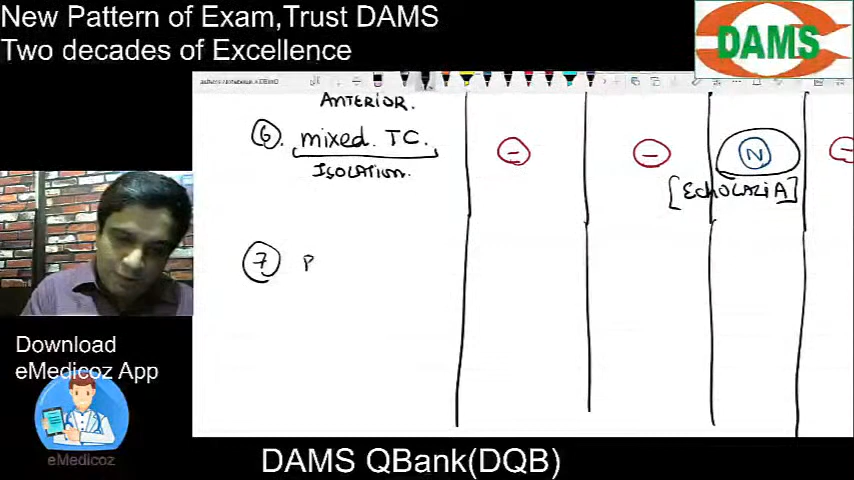 New Pattern of Exam,Trust DAMS
Two decades of Excellence
DAMS
ANTERIOR.
6. mixed. TC. - - N -
ISOLATION.
[EchOLALIA]
7 P
Download
eMedicoz App
eMedicoz
DAMS QBank(DQB)